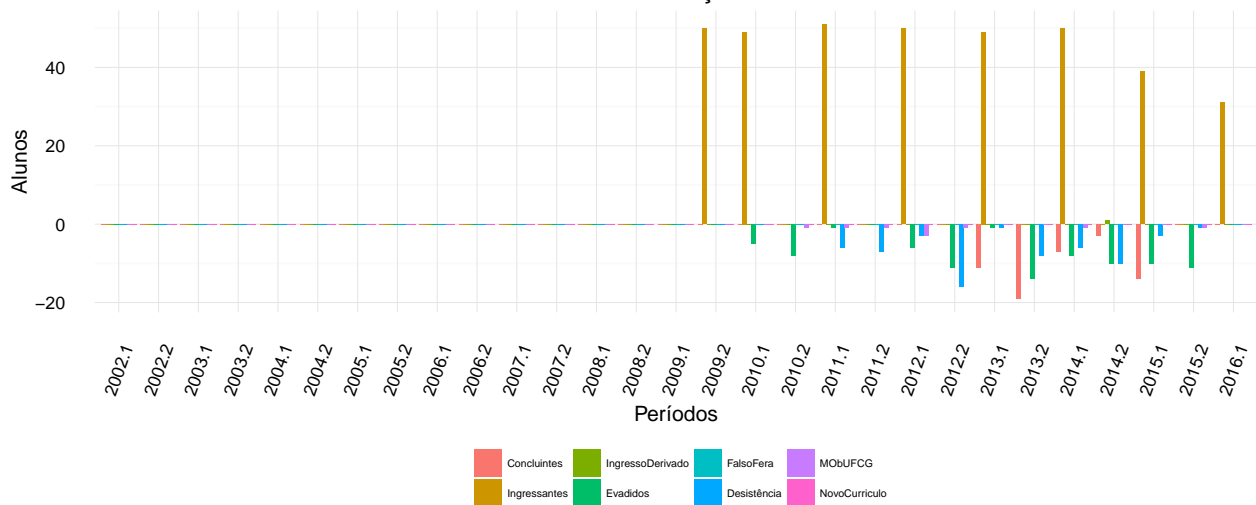 40
20
0
−20
Alunos
2002.1 2002.2 2003.1 2003.2 2004.1 2004.2 2005.1 2005.2 2006.1 2006.2 2007.1 2007.2 2008.1 2008.2 2009.1 2009.2 2010.1 2010.2 2011.1 2011.2 2012.1 2012.2 2013.1 2013.2 2014.1 2014.2 2015.1 2015.2 2016.1
Períodos
Concluintes IngressoDerivado FalsoFera MObUFCG
Ingressantes Evadidos Desistência NovoCurriculo